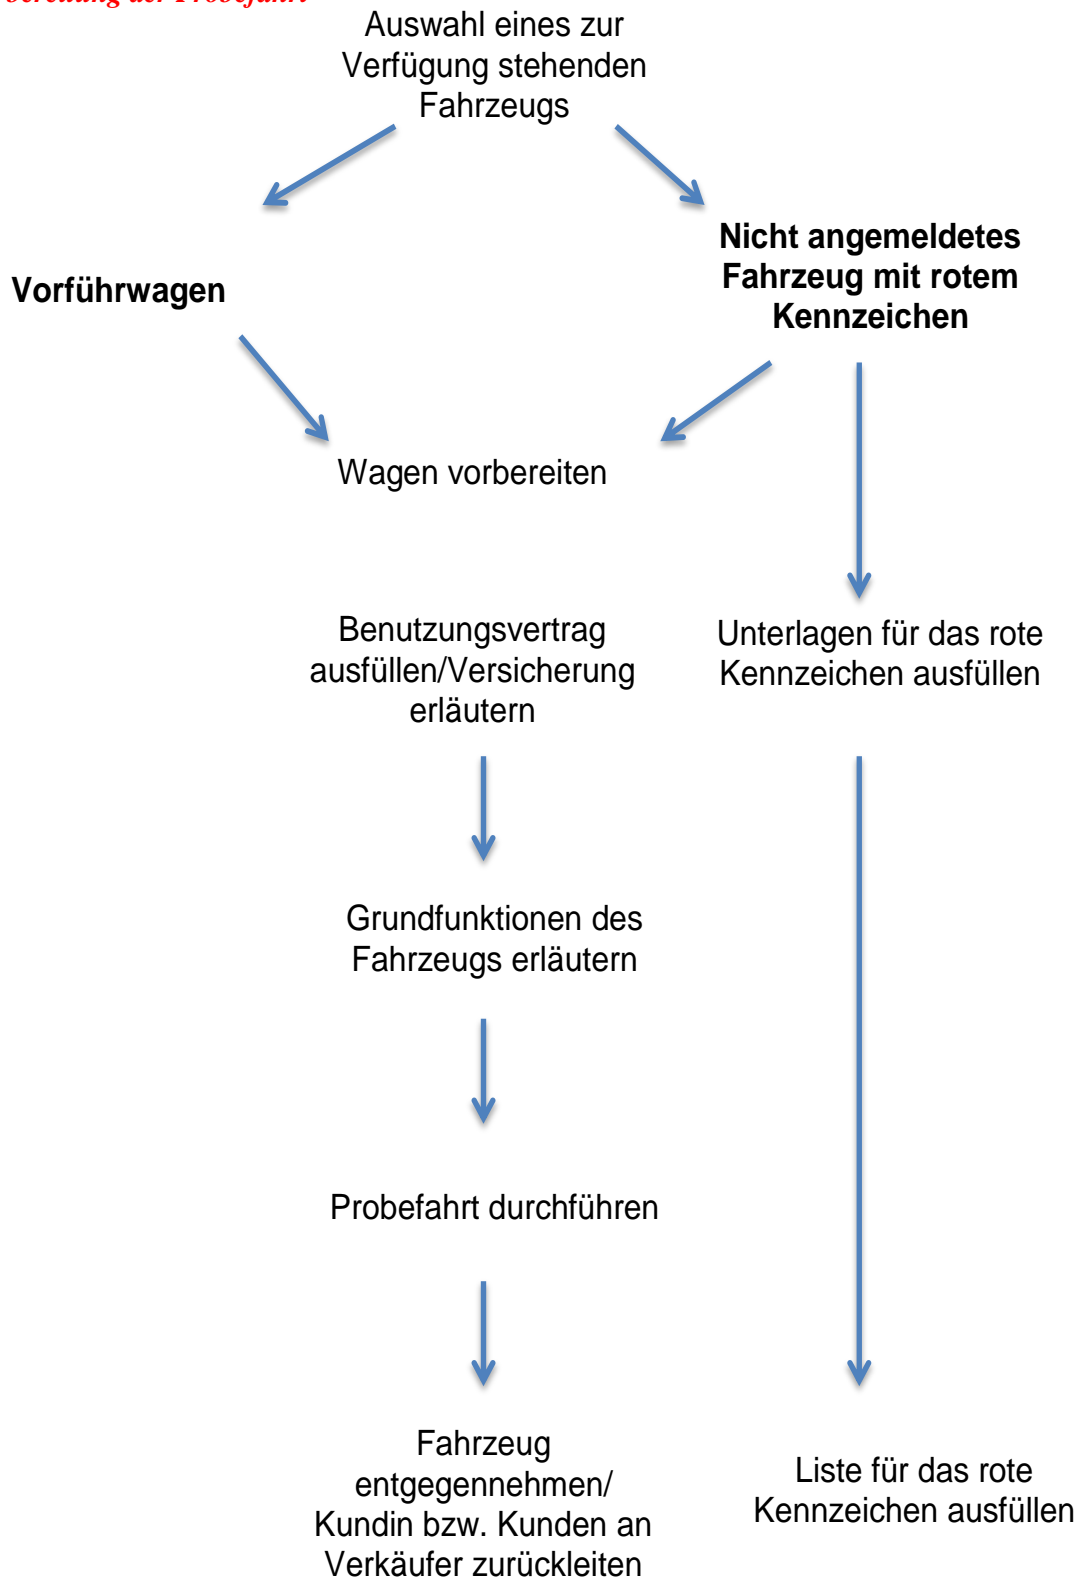 der Probefahrt
Auswahl eines zur
Verfügung stehenden
Fahrzeugs
Vorführwagen
Nicht angemeldetes
Fahrzeug mit rotem
Kennzeichen
Wagen vorbereiten
Benutzungsvertrag
ausfüllen/Versicherung
erläutern
Unterlagen für das rote
Kennzeichen ausfüllen
Grundfunktionen des
Fahrzeugs erläutern
Probefahrt durchführen
Fahrzeug
entgegennehmen/
Kundin bzw. Kunden an
Verkäufer zurückleiten
Liste für das rote
Kennzeichen ausfüllen